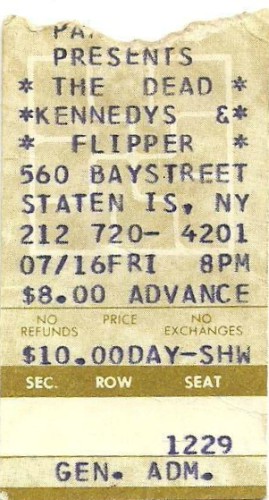 PRESENTS
* THE DEAD *
*KENNEDYS &*
* FLIPPER *
560 BAYSTREET
STATEN IS, NY
212 720- 4201
07/16FRI 8PM
$8.00 ADVANCE
NO REFUNDS PRICE NO EXCHANGES
$10.00DAY-SHW
SEC. ROW SEAT
1229
GEN. ADM.